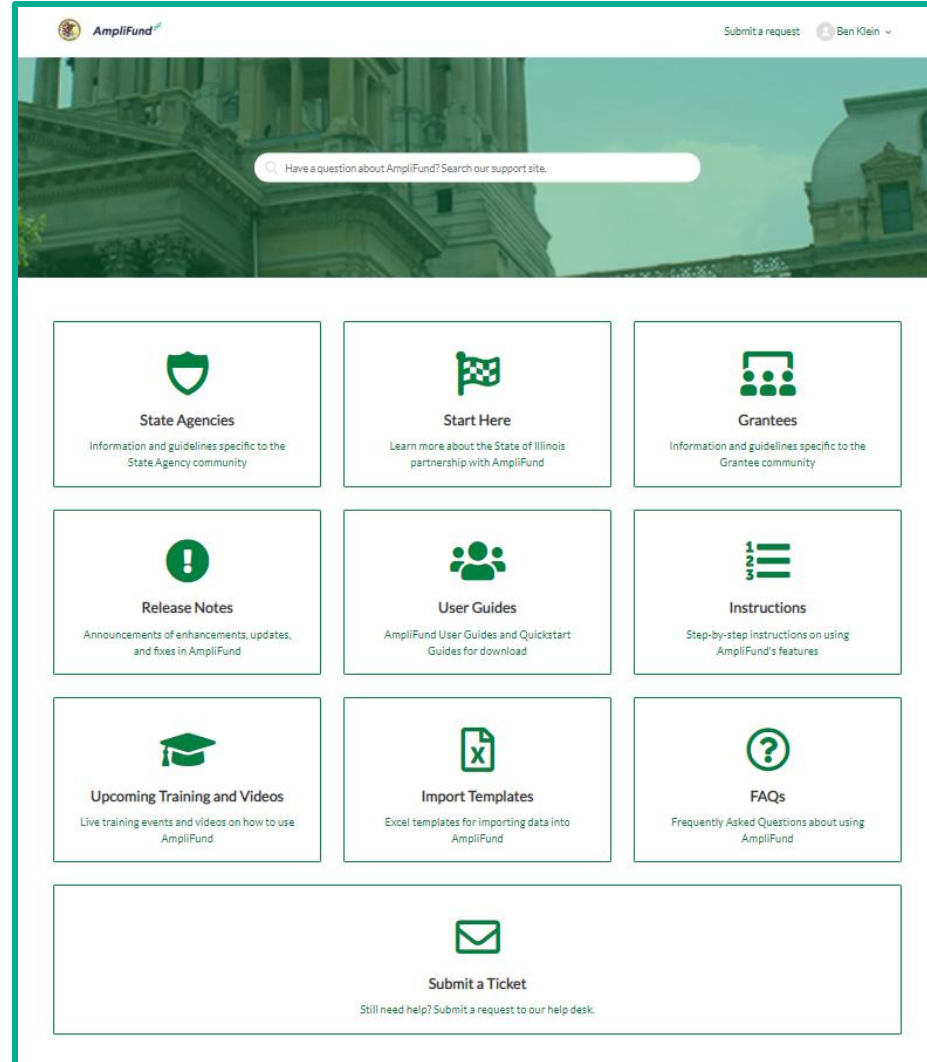 AmpliFund
Submit a request
Ben Klein
Have a question about AmpliFund? Search our support site.
State Agencies
Information and guidelines specific to the
State Agency community
Start Here
Learn more about the State of Illinois
partnership with AmpliFund
Grantees
Information and guidelines specific to the
Grantee community
Release Notes
Announcements of enhancements, updates,
and fixes in AmpliFund
User Guides
AmpliFund User Guides and Quickstart
Guides for download
1
2
3
Instructions
Step-by-step instructions on using
AmpliFund's features
Upcoming Training and Videos
Live training events and videos on how to use
AmpliFund
X
Import Templates
Excel templates for importing data into
AmpliFund
FAQs
Frequently Asked Questions about using
AmpliFund
Submit a Ticket
Still need help? Submit a request to our help desk.